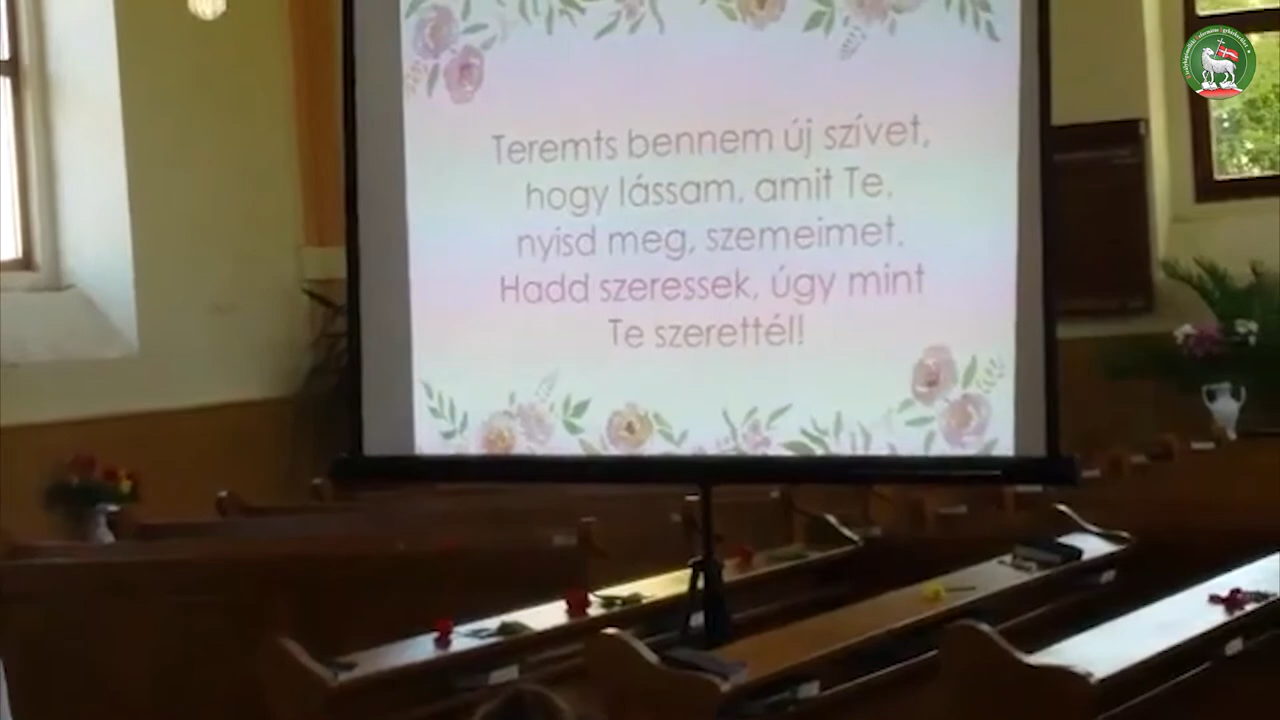 Teremts bennem új szívet,
hogy lássam, amit Te.
nyisd meg, szemeimet.
Hadd szeressek, úgy mint
Te szerettél!